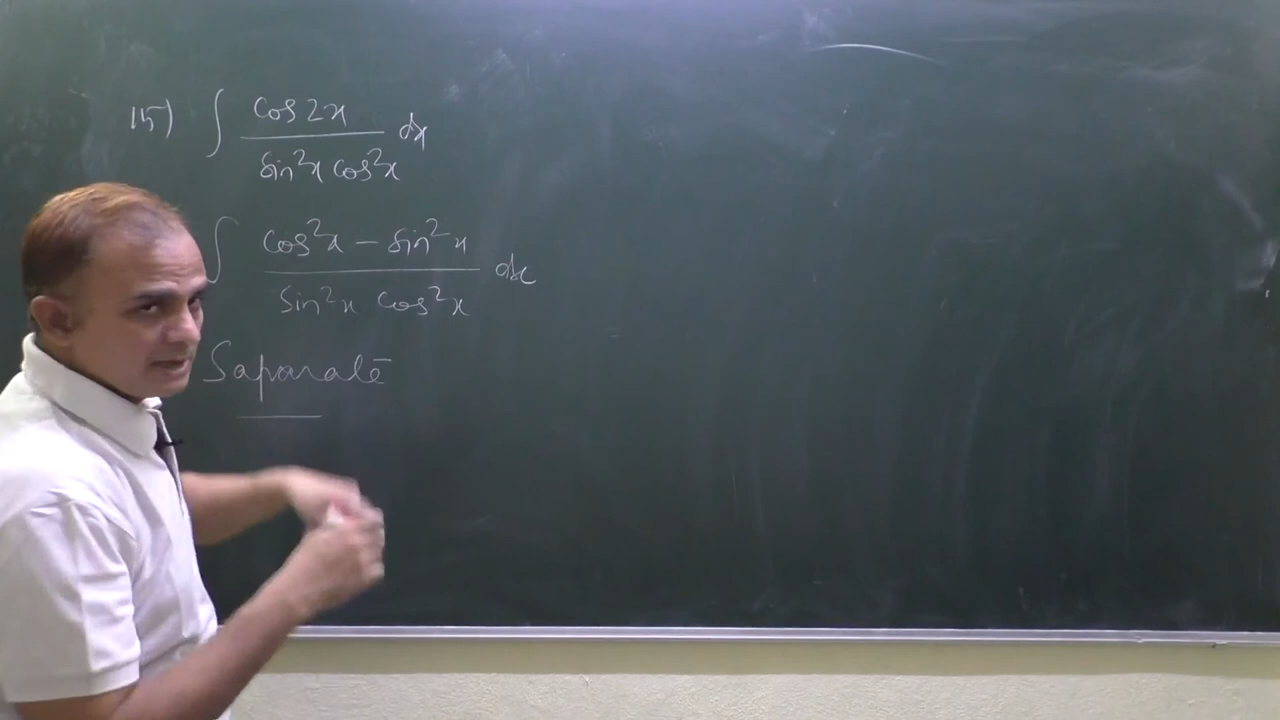 15) ∫ cos 2x / sin²x cos²x dx
∫ cos²x – sin²x / sin²x cos²x dx
Saparate